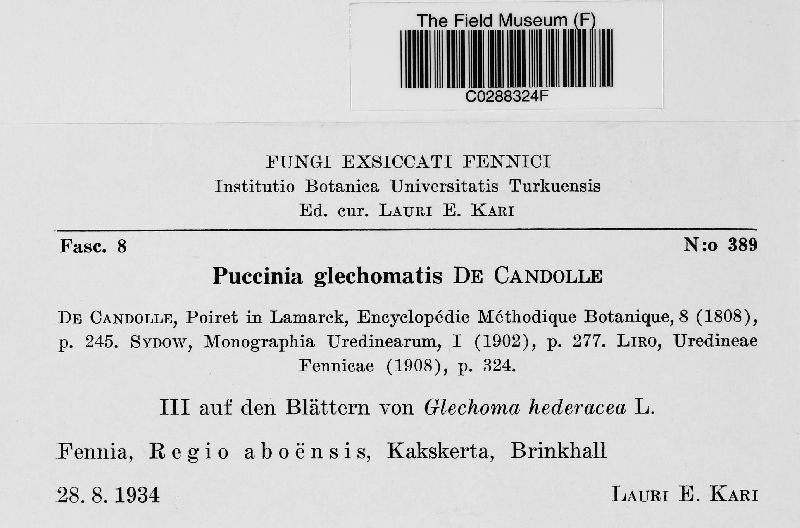 The Field Museum (F)
C0288324F
FUNGI EXSICCATI FENNICI
Institutio Botanica Universitatis Turkuensis
Ed. cur. LAURI E. KARI
Fasc. 8 N:o 389
Puccinia glechomatis DE CANDOLLE
DE CANDOLLE, Poiret in Lamarck, Encyclopédie Méthodique Botanique, 8 (1808),
p. 245. SYDOW, Monographia Uredinearum, I (1902), p. 277. LIRO, Uredineae
Fennicae (1908), p. 324.
III auf den Blättern von Glechoma hederacea L.
Fennia, Regio aboënsis, Kakskerta, Brinkhall
28. 8. 1934 LAURI E. KARI